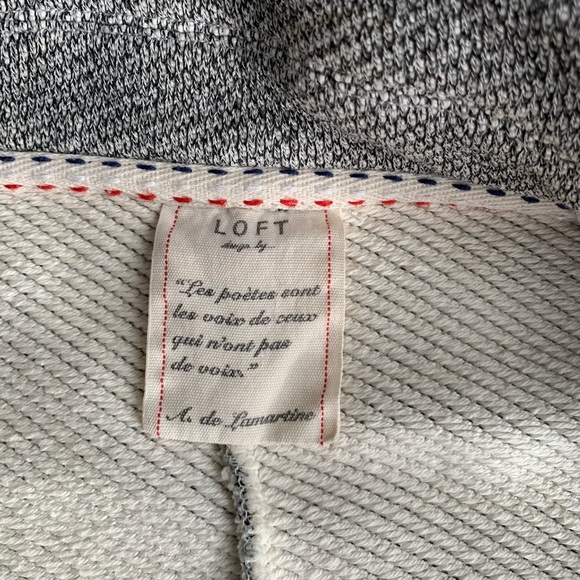 LOFT
design by...
"Les poètes sont
les voix de ceux
qui n'ont pas
de voix."
A. de Lamartine